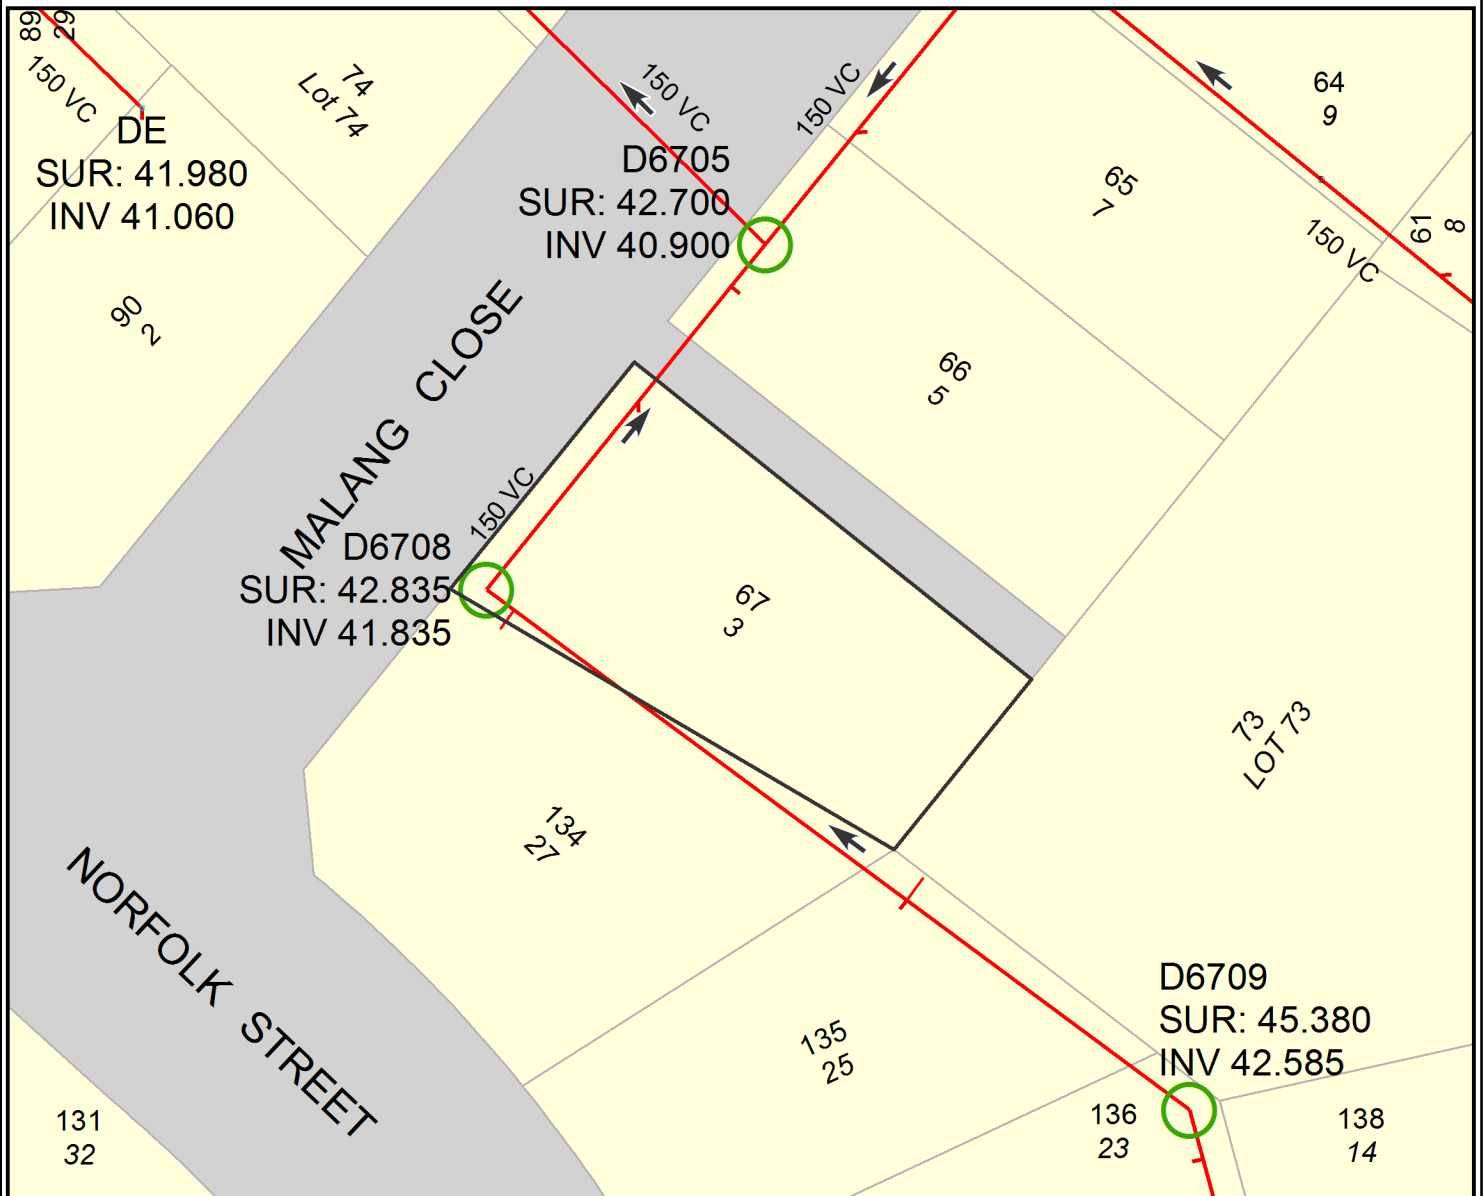 89
29
150 VC
DE
SUR: 41.980
INV 41.060
74
Lot 74
150 VC
D6705
SUR: 42.700
INV 40.900
150 VC
64
9
65
7
61
8
150 VC
90
2
MALANG CLOSE
66
5
150 VC
D6708
SUR: 42.835
INV 41.835
67
3
73
LOT 73
134
27
NORFOLK STREET
D6709
SUR: 45.380
INV 42.585
135
25
131
32
136
23
138
14